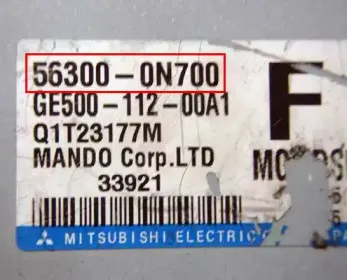 56300-0N700
GE500-112-00A1
Q1T23177M
MANDO Corp.LTD
33921
F
MITSUBISHI ELECTRIC